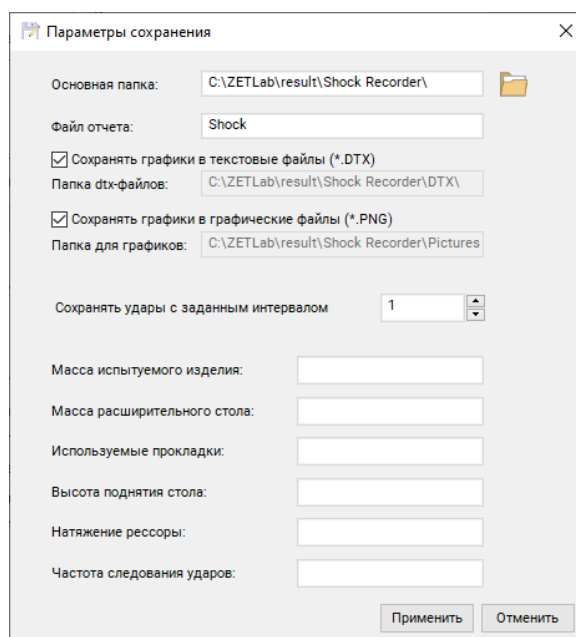 Параметры сохранения
Основная папка: C:\ZETLab\result\Shock Recorder\
Файл отчета: Shock
Сохранять графики в текстовые файлы (*.DTX)
Папка dtx-файлов: C:\ZETLab\result\Shock Recorder\DTX\
Сохранять графики в графические файлы (*.PNG)
Папка для графиков: C:\ZETLab\result\Shock Recorder\Pictures
Сохранять удары с заданным интервалом 1
Масса испытуемого изделия:
Масса расширительного стола:
Используемые прокладки:
Высота поднятия стола:
Натяжение рессоры:
Частота следования ударов:
Применить Отменить